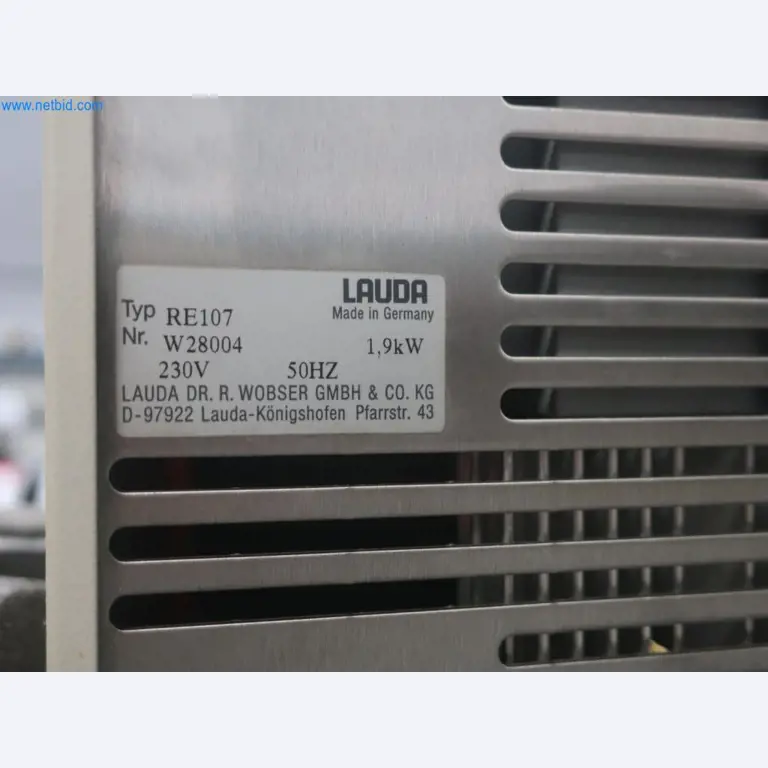 www.netbid.com
LAUDA
Made in Germany
Typ RE107
Nr. W28004 1,9kW
230V 50HZ
LAUDA DR. R. WOBSER GMBH & CO. KG
D-97922 Lauda-Königshofen Pfarrstr. 43